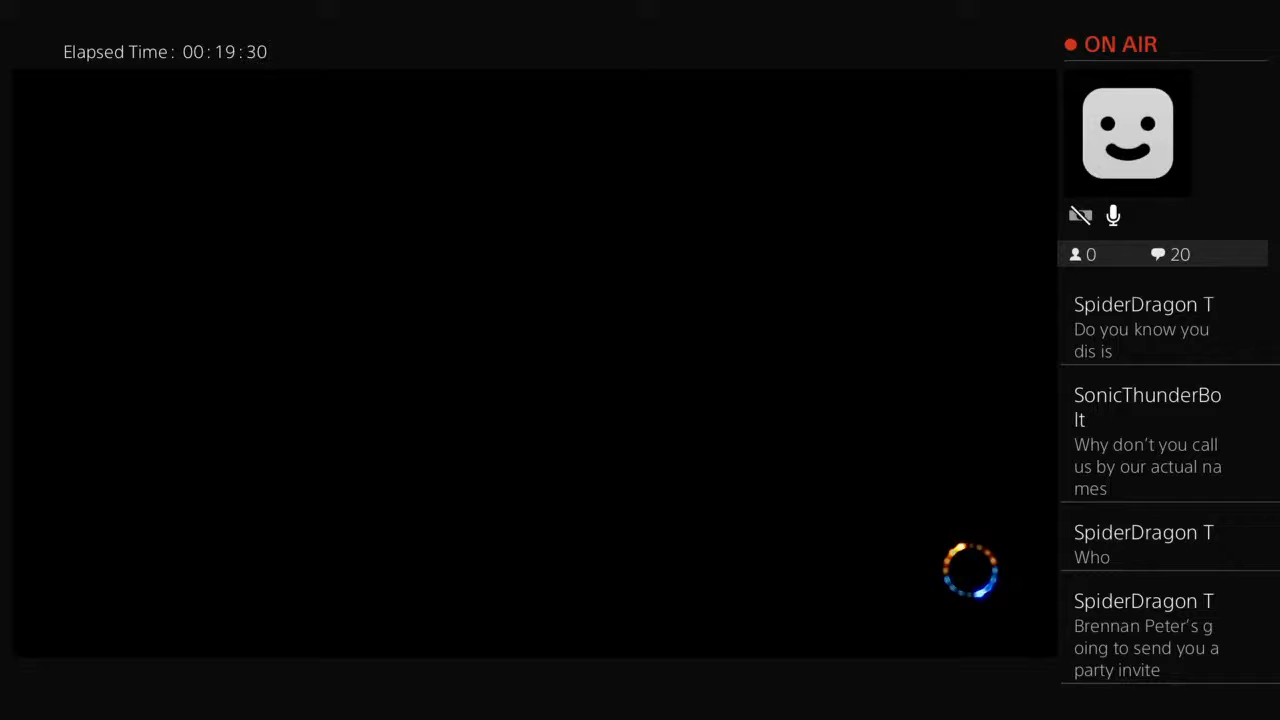 Elapsed Time: 00:19:30
ON AIR
0 20
SpiderDragon T
Do you know you
dis is
SonicThunderBo
lt
Why don't you call
us by our actual na
mes
SpiderDragon T
Who
SpiderDragon T
Brennan Peter's g
oing to send you a
party invite